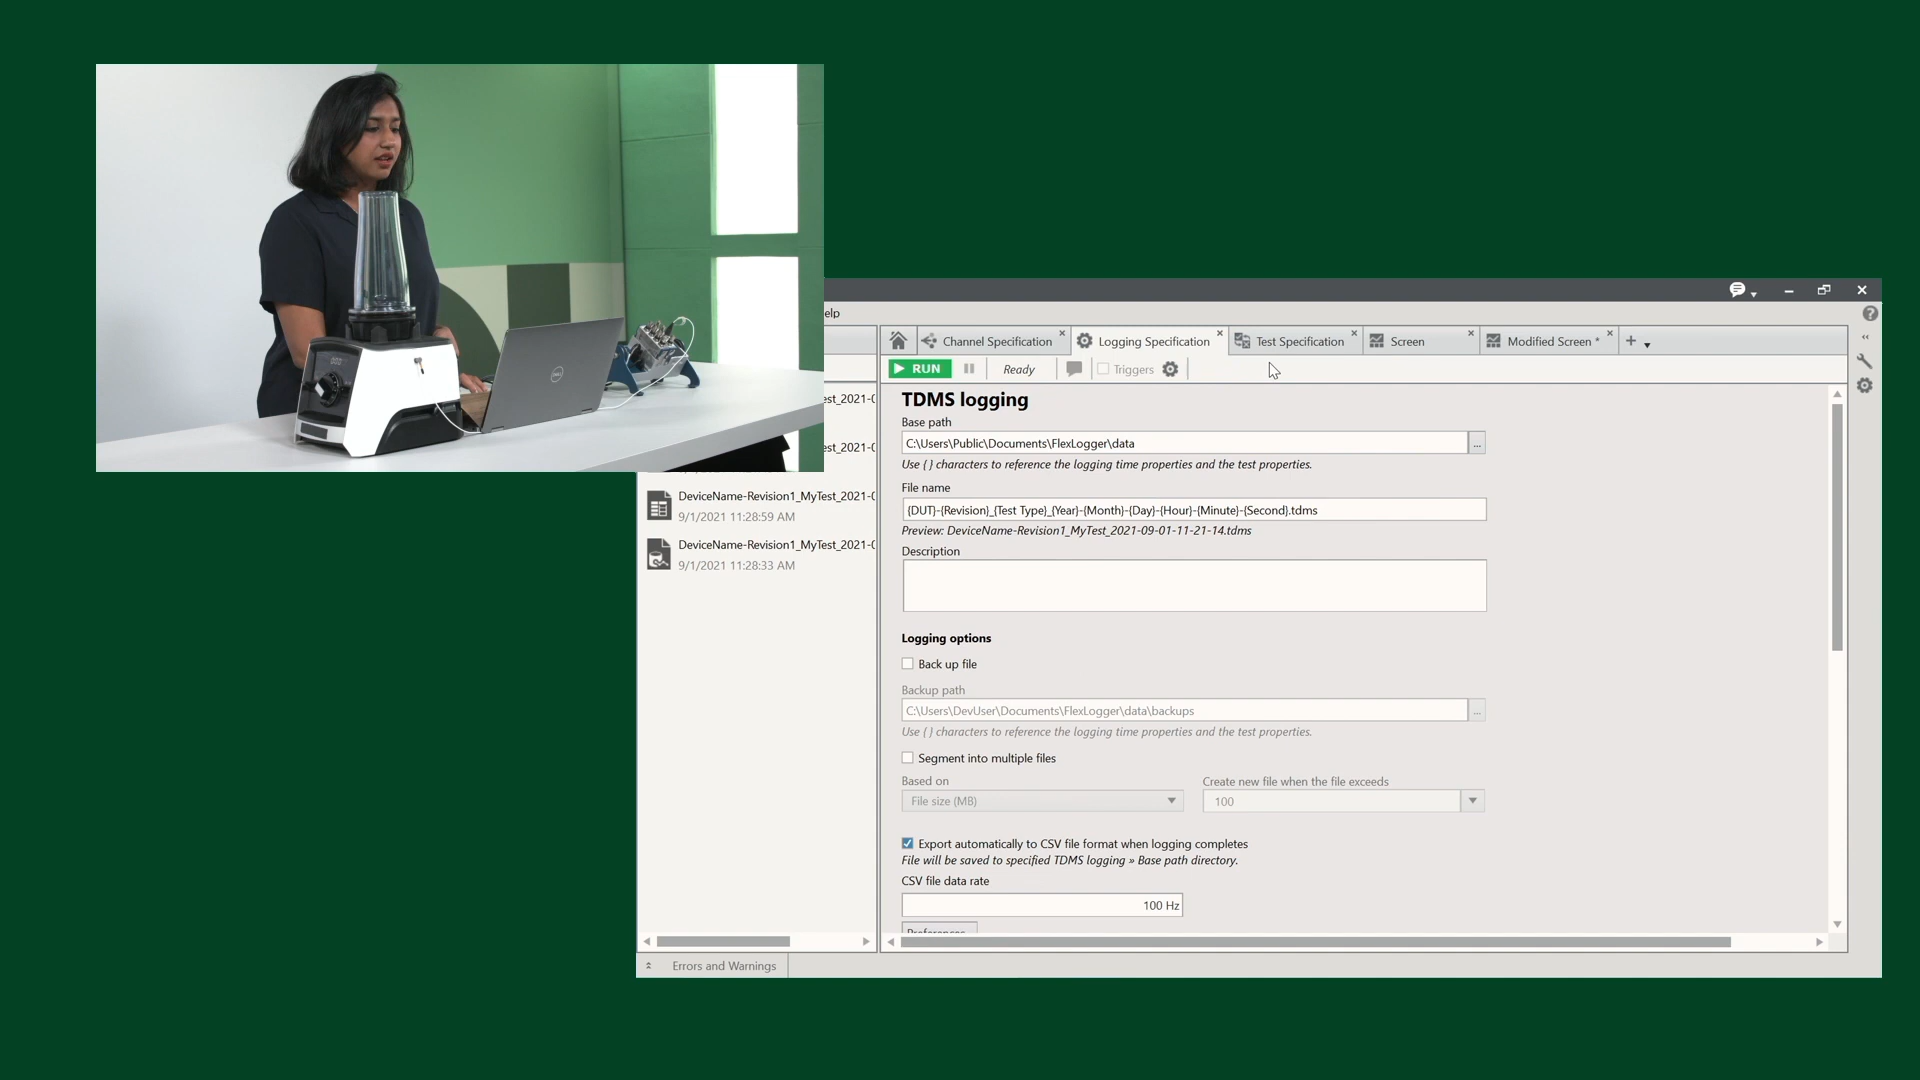 elp
Channel Specification
Logging Specification
Test Specification
Screen
Modified Screen *
RUN
Ready
Triggers
TDMS logging
Base path
C:\Users\Public\Documents\FlexLogger\data
...
Use { } characters to reference the logging time properties and the test properties.
File name
{DUT}-{Revision}_{Test Type}_{Year}-{Month}-{Day}-{Hour}-{Minute}-{Second}.tdms
Preview: DeviceName-Revision1_MyTest_2021-09-01-11-21-14.tdms
Description
Logging options
Back up file
Backup path
C:\Users\DevUser\Documents\FlexLogger\data\backups
...
Use { } characters to reference the logging time properties and the test properties.
Segment into multiple files
Based on
Create new file when the file exceeds
File size (MB)
100
Export automatically to CSV file format when logging completes
File will be saved to specified TDMS logging » Base path directory.
CSV file data rate
100 Hz
est_2021-0
est_2021-0
DeviceName-Revision1_MyTest_2021-0
9/1/2021 11:28:59 AM
DeviceName-Revision1_MyTest_2021-0
9/1/2021 11:28:33 AM
Errors and Warnings
DELL